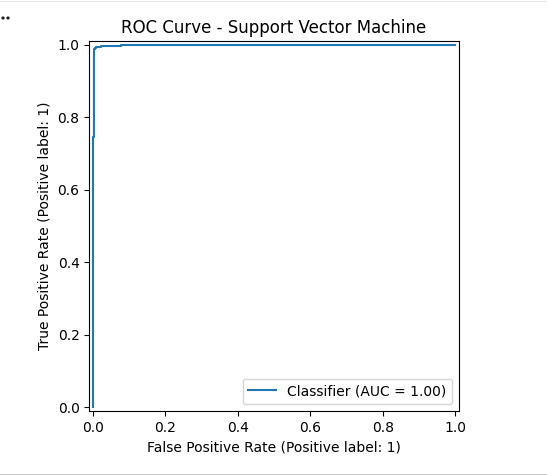 ROC Curve - Support Vector Machine
1.0
0.8
0.6
0.4
0.2
0.0
True Positive Rate (Positive label: 1)
Classifier (AUC = 1.00)
0.0 0.2 0.4 0.6 0.8 1.0
False Positive Rate (Positive label: 1)